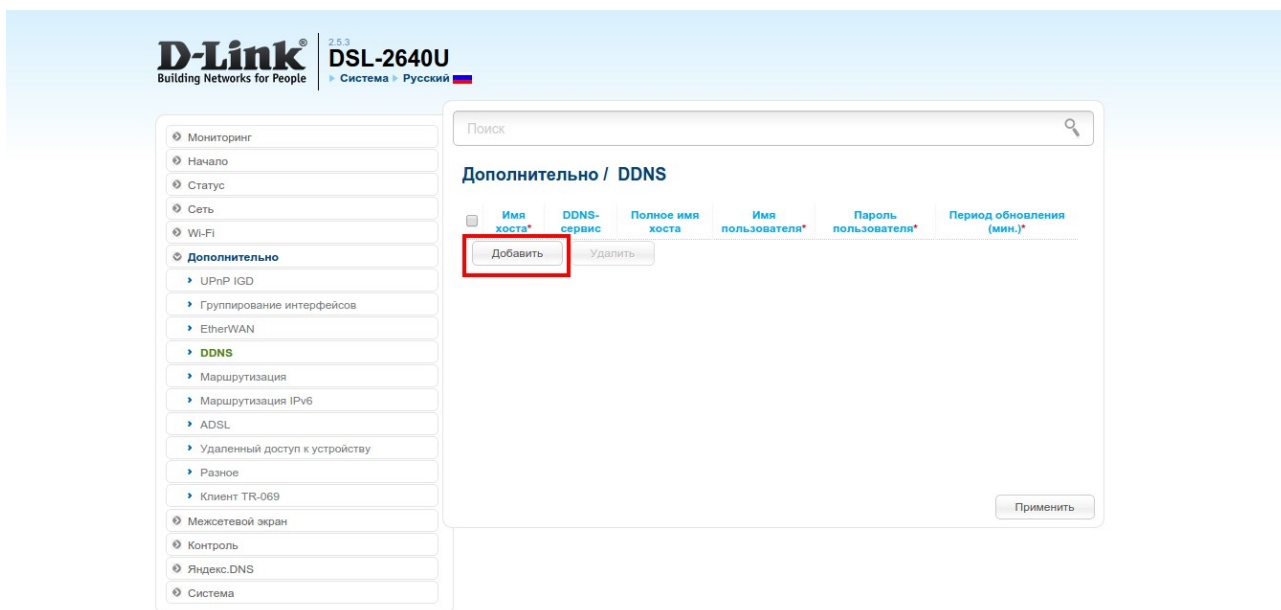 D-Link®
Building Networks for People
2.5.3
DSL-2640U
Система Русский
Мониторинг
Начало
Статус
Сеть
Wi-Fi
Дополнительно
UPnP IGD
Группирование интерфейсов
EtherWAN
DDNS
Маршрутизация
Маршрутизация IPv6
ADSL
Удаленный доступ к устройству
Разное
Клиент TR-069
Межсетевой экран
Контроль
Яндекс.DNS
Система
Поиск
Дополнительно / DDNS
Имя хоста*
DDNS-сервис
Полное имя хоста
Имя пользователя*
Пароль пользователя*
Период обновления (мин.)*
Добавить
Удалить
Применить